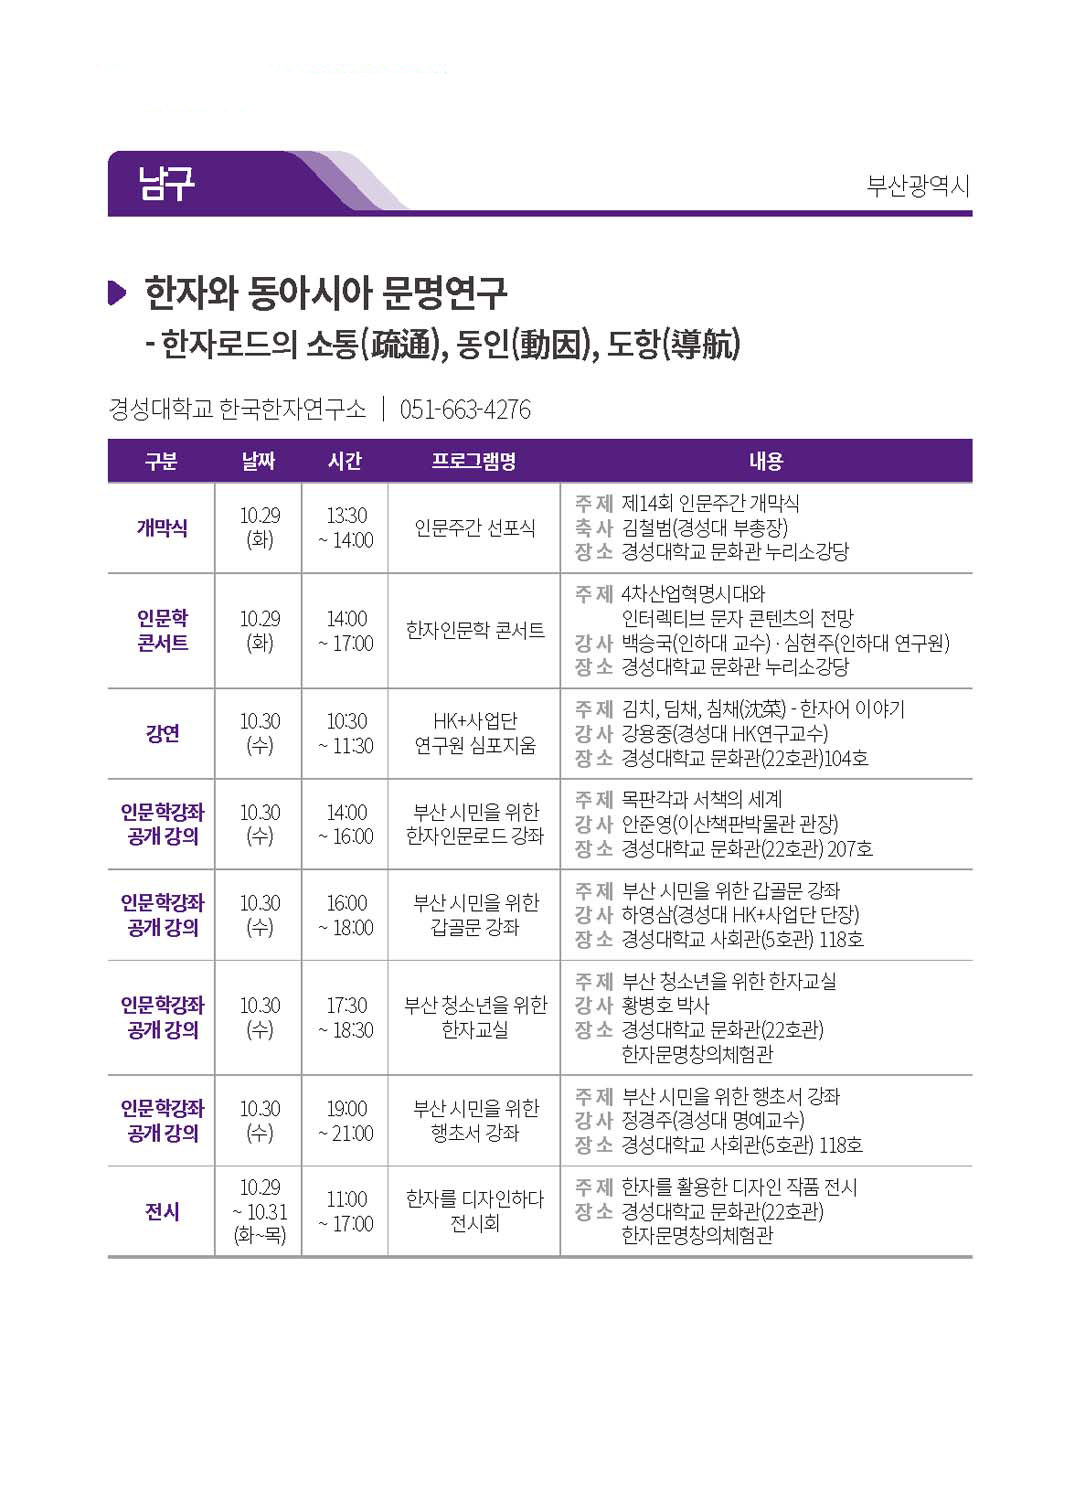 남구
부산광역시
한자와 동아시아 문명연구
- 한자로드의 소통(疏通), 동인(動因), 도항(導航)
경성대학교 한국한자연구소 | 051-663-4276
구분 날짜 시간 프로그램명 내용
개막식
10.29
(화)
13:30
~ 14:00
인문주간 선포식
주 제 제14회 인문주간 개막식
축 사 김철범(경성대 부총장)
장 소 경성대학교 문화관 누리소강당
인문학
콘서트
10.29
(화)
14:00
~ 17:00
한자인문학 콘서트
주 제 4차산업혁명시대와
인터렉티브 문자 콘텐츠의 전망
강 사 백승국(인하대 교수) · 심현주(인하대 연구원)
장 소 경성대학교 문화관 누리소강당
강연
10.30
(수)
10:30
~ 11:30
HK+사업단
연구원 심포지움
주 제 김치, 딤채, 침채(沈菜) - 한자어 이야기
강 사 강용중(경성대 HK연구교수)
장 소 경성대학교 문화관(22호관)104호
인문학강좌
공개 강의
10.30
(수)
14:00
~ 16:00
부산 시민을 위한
한자인문로드 강좌
주 제 목판각과 서책의 세계
강 사 안준영(이산책판박물관 관장)
장 소 경성대학교 문화관(22호관) 207호
인문학강좌
공개 강의
10.30
(수)
16:00
~ 18:00
부산 시민을 위한
갑골문 강좌
주 제 부산 시민을 위한 갑골문 강좌
강 사 하영삼(경성대 HK+사업단 단장)
장 소 경성대학교 사회관(5호관) 118호
인문학강좌
공개 강의
10.30
(수)
17:30
~ 18:30
부산 청소년을 위한
한자교실
주 제 부산 청소년을 위한 한자교실
강 사 황병호 박사
장 소 경성대학교 문화관(22호관)
한자문명창의체험관
인문학강좌
공개 강의
10.30
(수)
19:00
~ 21:00
부산 시민을 위한
행초서 강좌
주 제 부산 시민을 위한 행초서 강좌
강 사 정경주(경성대 명예교수)
장 소 경성대학교 사회관(5호관) 118호
전시
10.29
~ 10.31
(화~목)
11:00
~ 17:00
한자를 디자인하다
전시회
주 제 한자를 활용한 디자인 작품 전시
장 소 경성대학교 문화관(22호관)
한자문명창의체험관